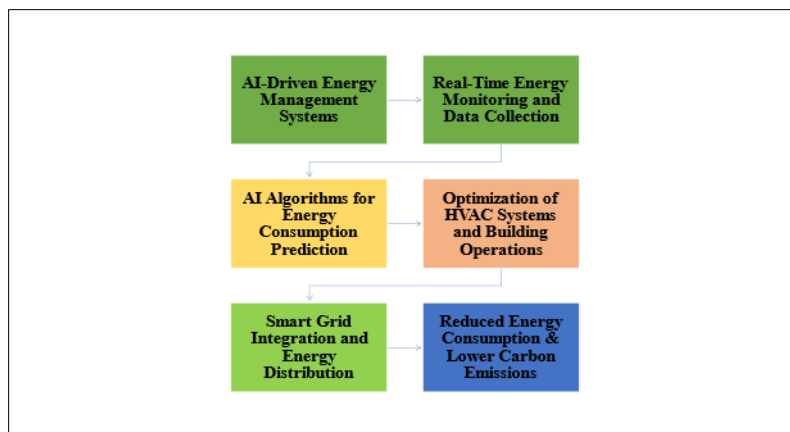 AI-Driven Energy
Management
Systems
Real-Time Energy
Monitoring and
Data Collection
AI Algorithms for
Energy
Consumption
Prediction
Optimization of
HVAC Systems
and Building
Operations
Smart Grid
Integration and
Energy
Distribution
Reduced Energy
Consumption &
Lower Carbon
Emissions